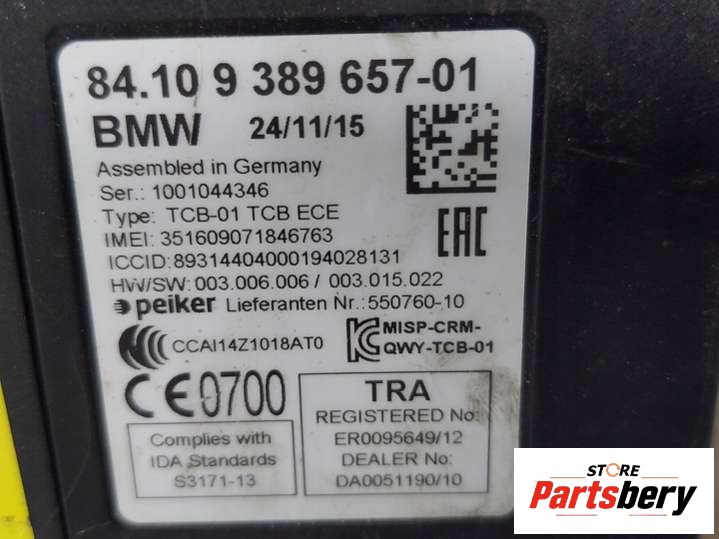 84.10 9 389 657-01
BMW 24/11/15
Assembled in Germany
Ser.: 1001044346
Type: TCB-01 TCB ECE
IMEI: 351609071846763
ICCID:89314404000194028131
HW/SW: 003.006.006 / 003.015.022
peiker Lieferanten Nr.:550760-10
EAC
CCAI14Z1018AT0
MISP-CRM-
QWY-TCB-01
CE0700
Complies with
IDA Standards
S3171-13
TRA
REGISTERED No:
ER0095649/12
DEALER No:
DA0051190/10
STORE
Partsbery